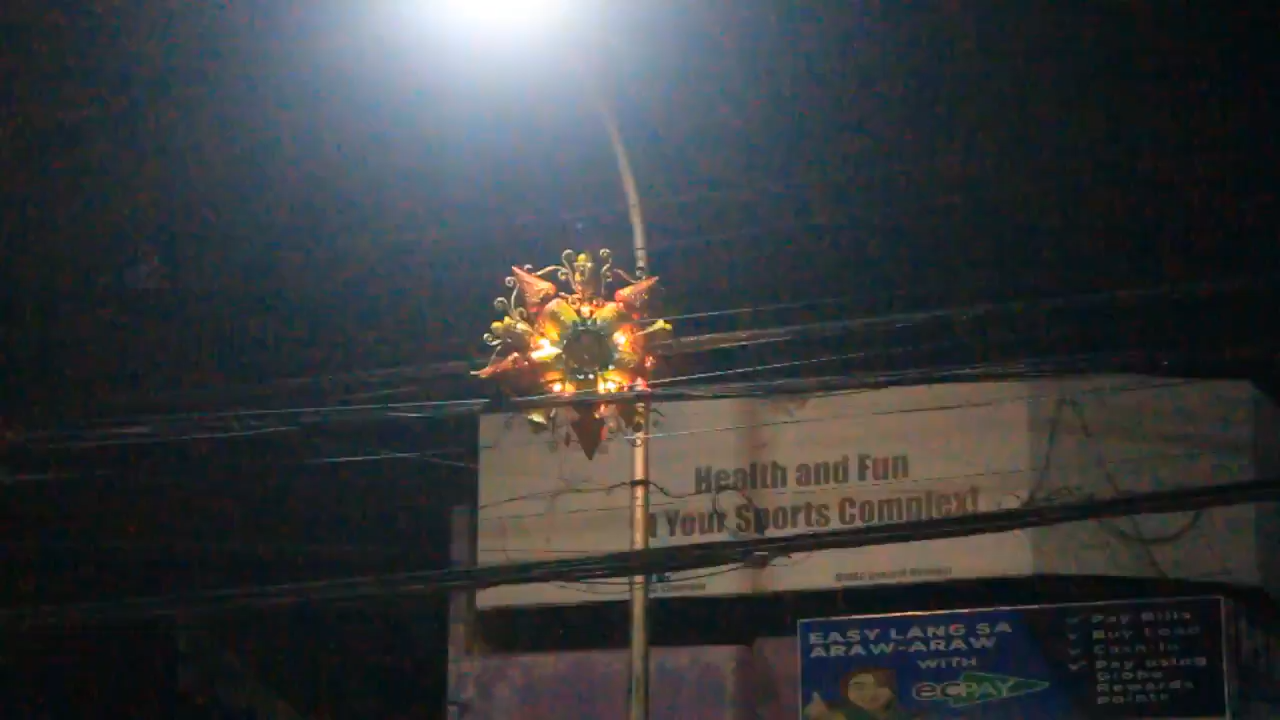 Health and Fun
Your Sports Complex!
EASY LANG SA
ARAW-ARAW
WITH
ecPAY
Pay Bills
Buy Load
Cash-In
Pay using
Globe
Rewards
Points